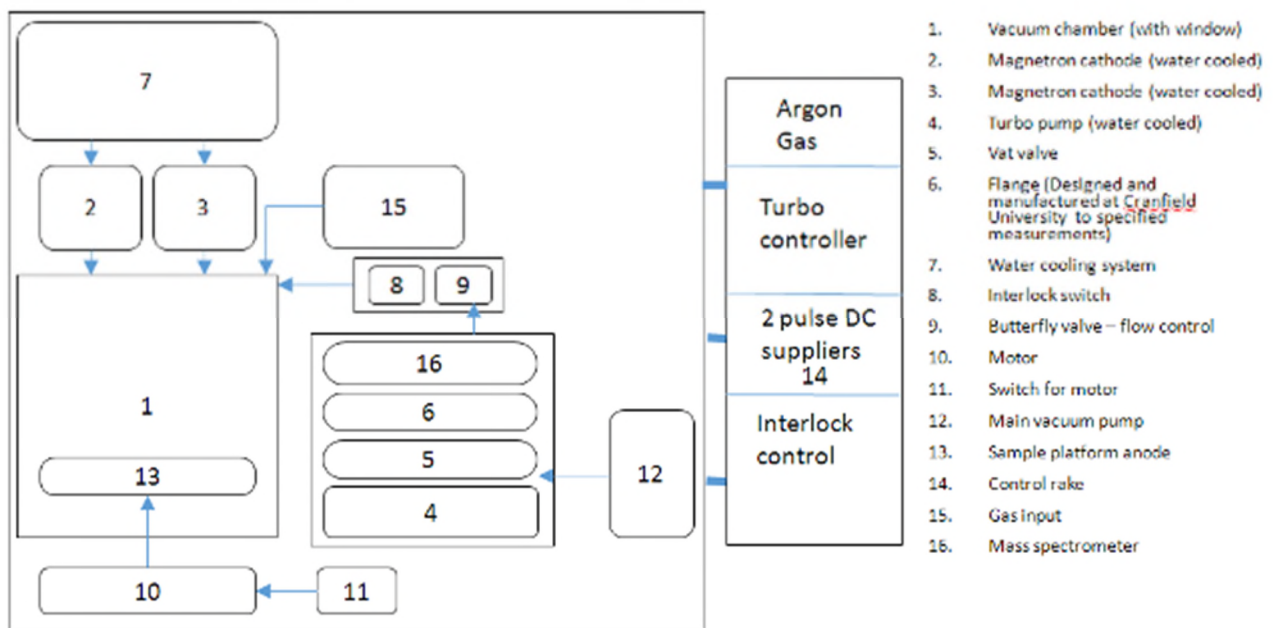 7
2
3
15
8
9
16
6
5
4
12
1
13
10
11
Argon
Gas
Turbo
controller
2 pulse DC
suppliers
14
Interlock
control
1. Vacuum chamber (with window)
2. Magnetron cathode (water cooled)
3. Magnetron cathode (water cooled)
4. Turbo pump (water cooled)
5. Vat valve
6. Flange (Designed and
manufactured at Cranfield
University to specified
measurements)
7. Water cooling system
8. Interlock switch
9. Butterfly valve – flow control
10. Motor
11. Switch for motor
12. Main vacuum pump
13. Sample platform anode
14. Control rake
15. Gas input
16. Mass spectrometer